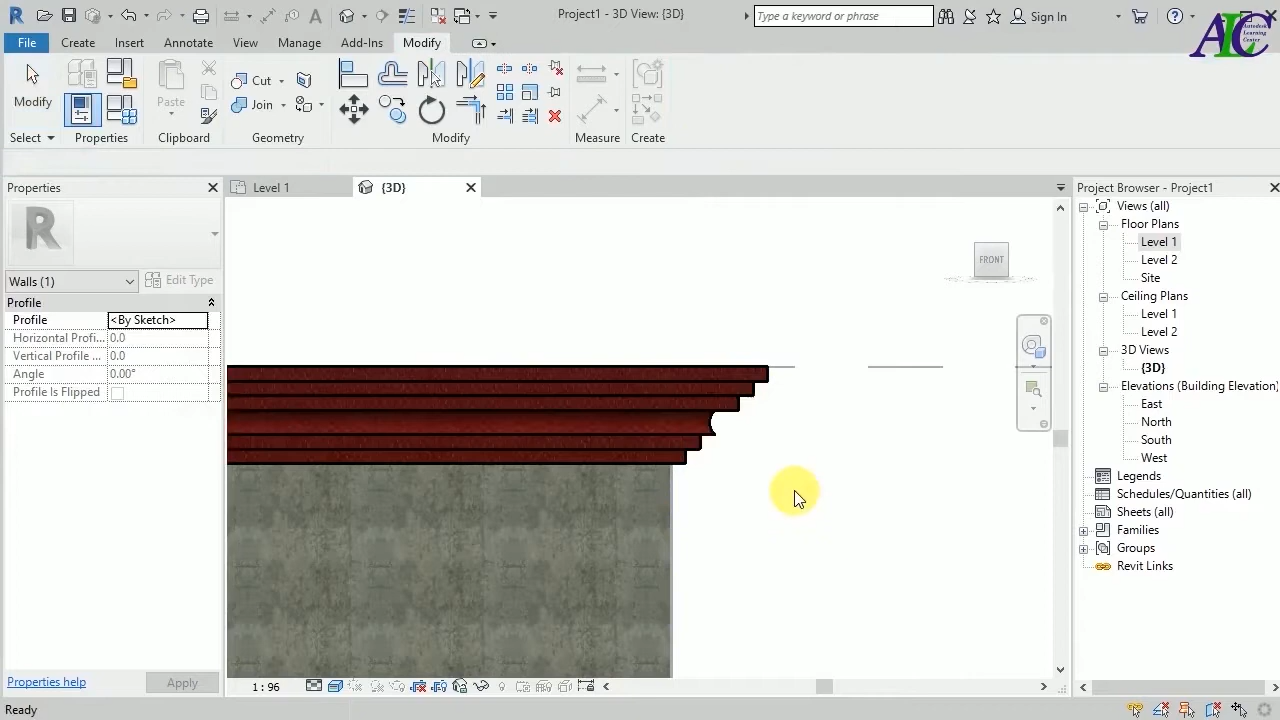 Project1 - 3D View: {3D}
Type a keyword or phrase
Sign In
ALC
Autodesk
Learning
Center
File
Create
Insert
Annotate
View
Manage
Add-Ins
Modify
Modify
Paste
Cut
Join
Select
Properties
Clipboard
Geometry
Modify
Measure
Create
Properties
Level 1
{3D}
Project Browser - Project1
R
Walls (1)
Edit Type
Profile
Profile
<By Sketch>
Horizontal Profi...
0.0
Vertical Profile ...
0.0
Angle
0.00°
Profile Is Flipped
FRONT
Views (all)
Floor Plans
Level 1
Level 2
Site
Ceiling Plans
Level 1
Level 2
3D Views
{3D}
Elevations (Building Elevation)
East
North
South
West
Legends
Schedules/Quantities (all)
Sheets (all)
Families
Groups
Revit Links
Properties help
Apply
1 : 96
Ready